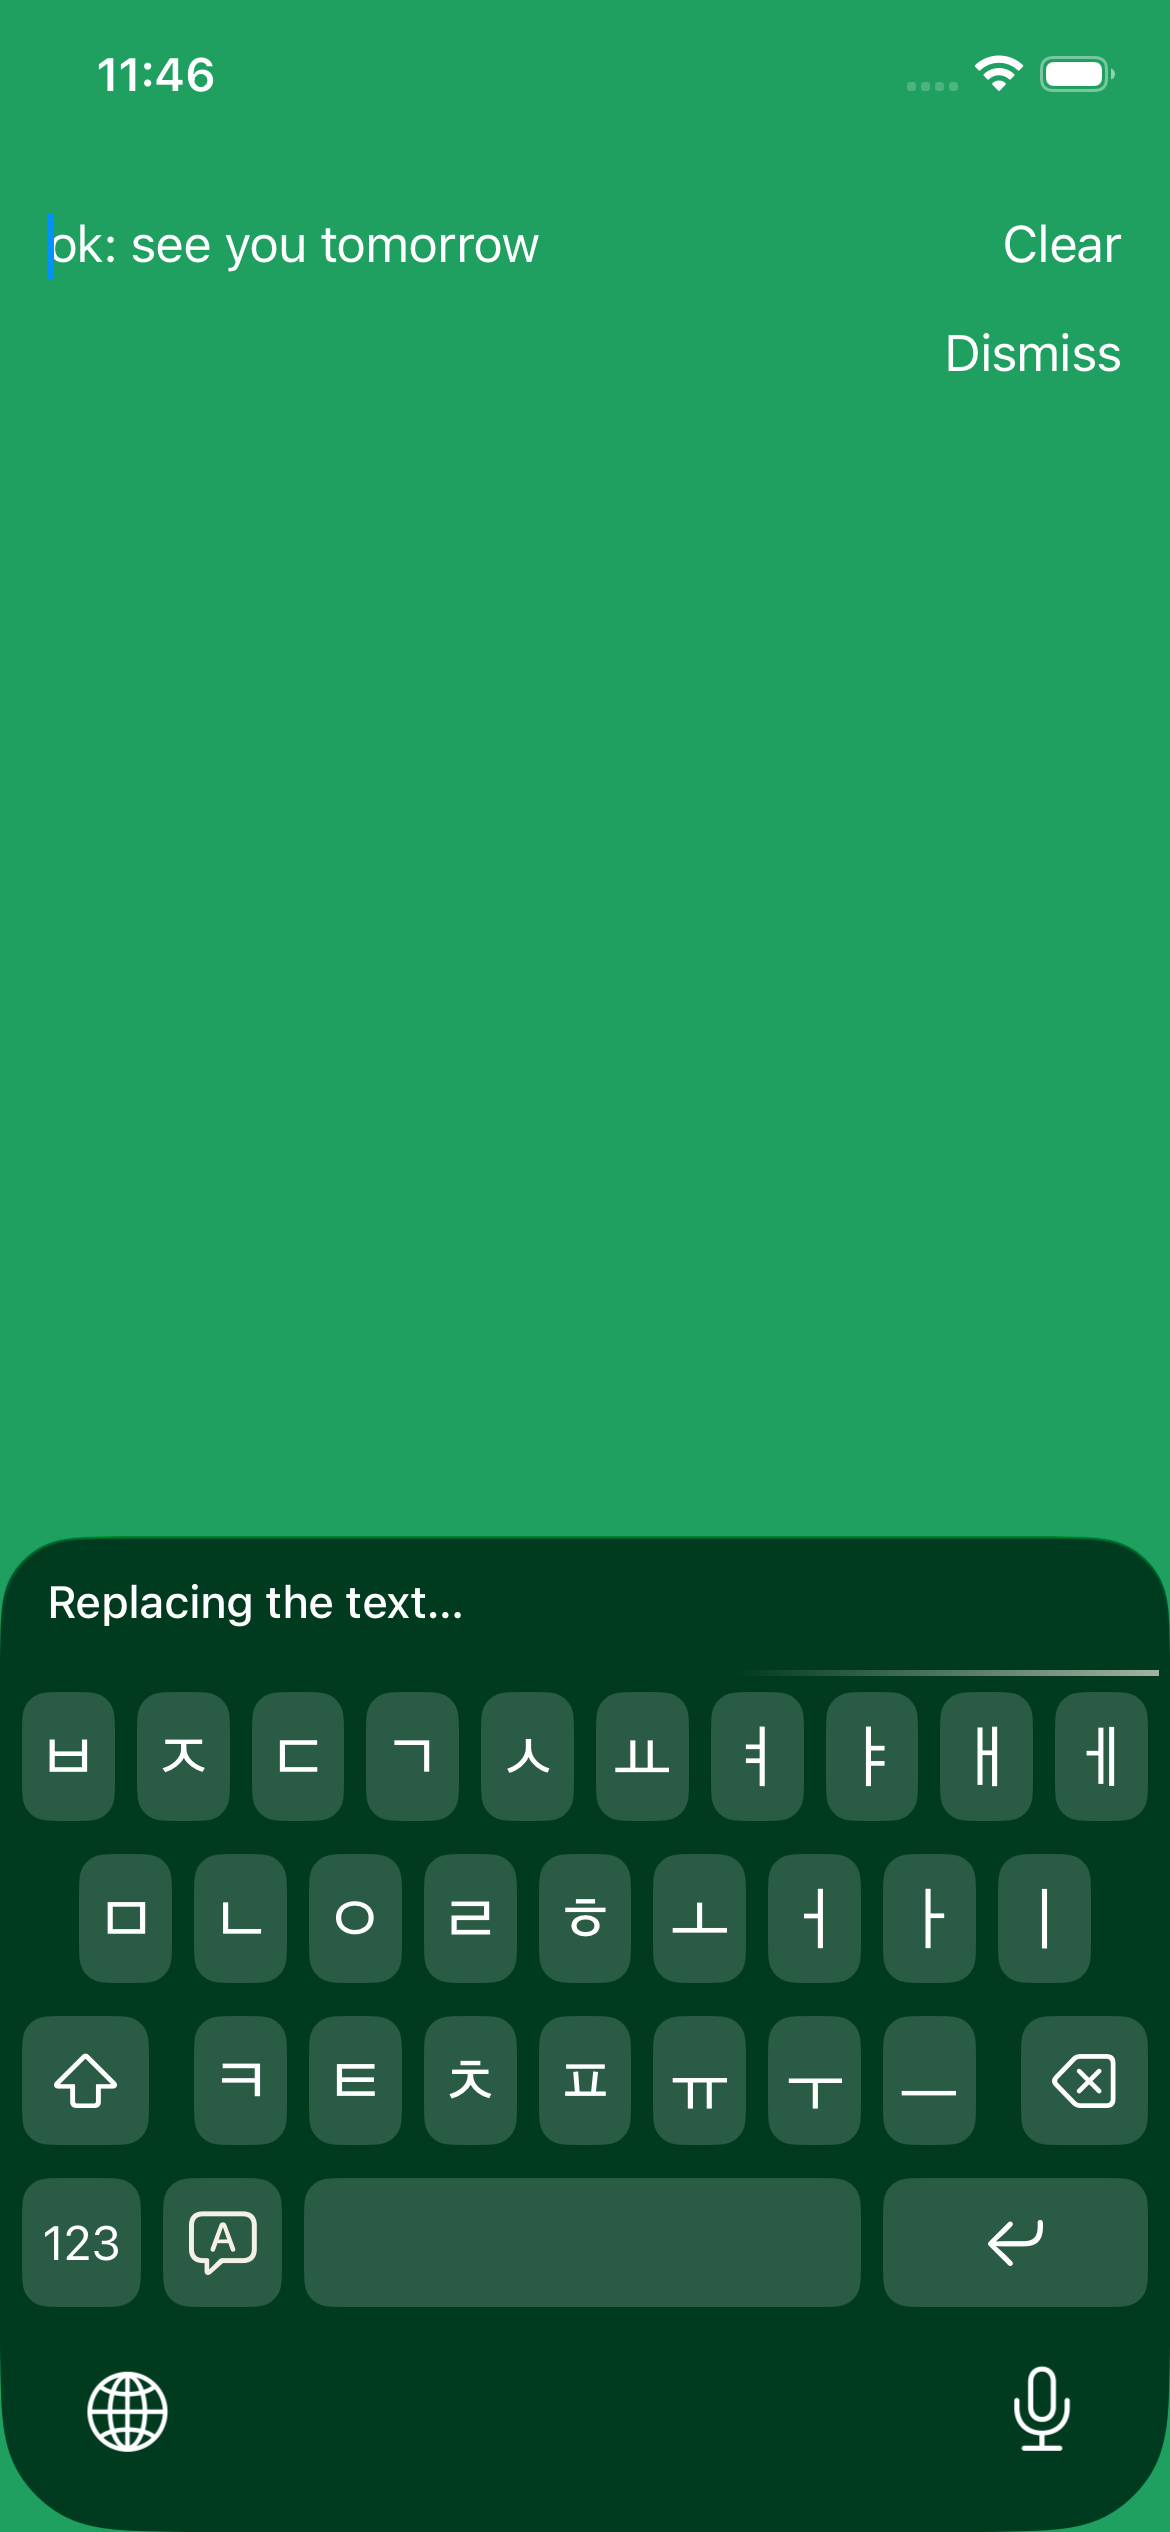 11:46
ok: see you tomorrow
Clear
Dismiss
Replacing the text...
ㅂ ㅈ ㄷ ㄱ ㅅ ㅛ ㅕ ㅑ ㅐ ㅔ
ㅁ ㄴ ㅇ ㄹ ㅎ ㅗ ㅓ ㅏ ㅣ
ㅋ ㅌ ㅊ ㅍ ㅠ ㅜ ㅡ
123 A